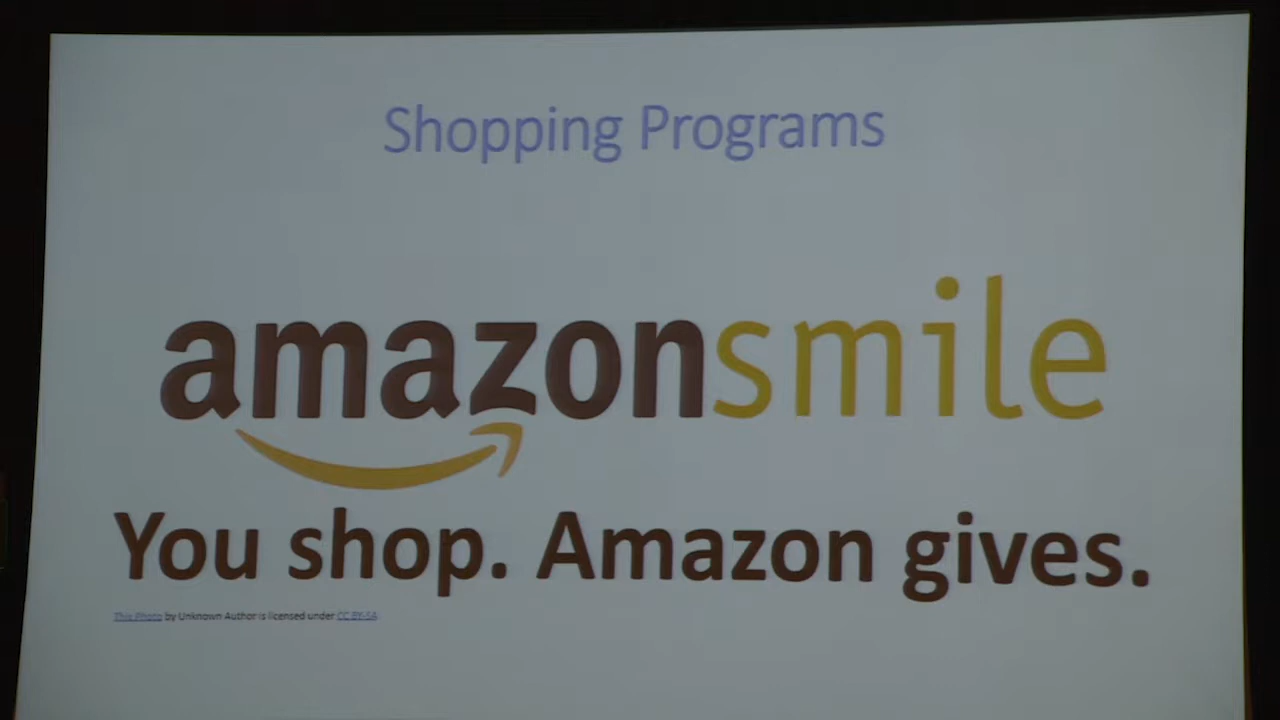 Shopping Programs
amazonsmile
You shop. Amazon gives.
This Photo by Unknown Author is licensed under CC BY-SA